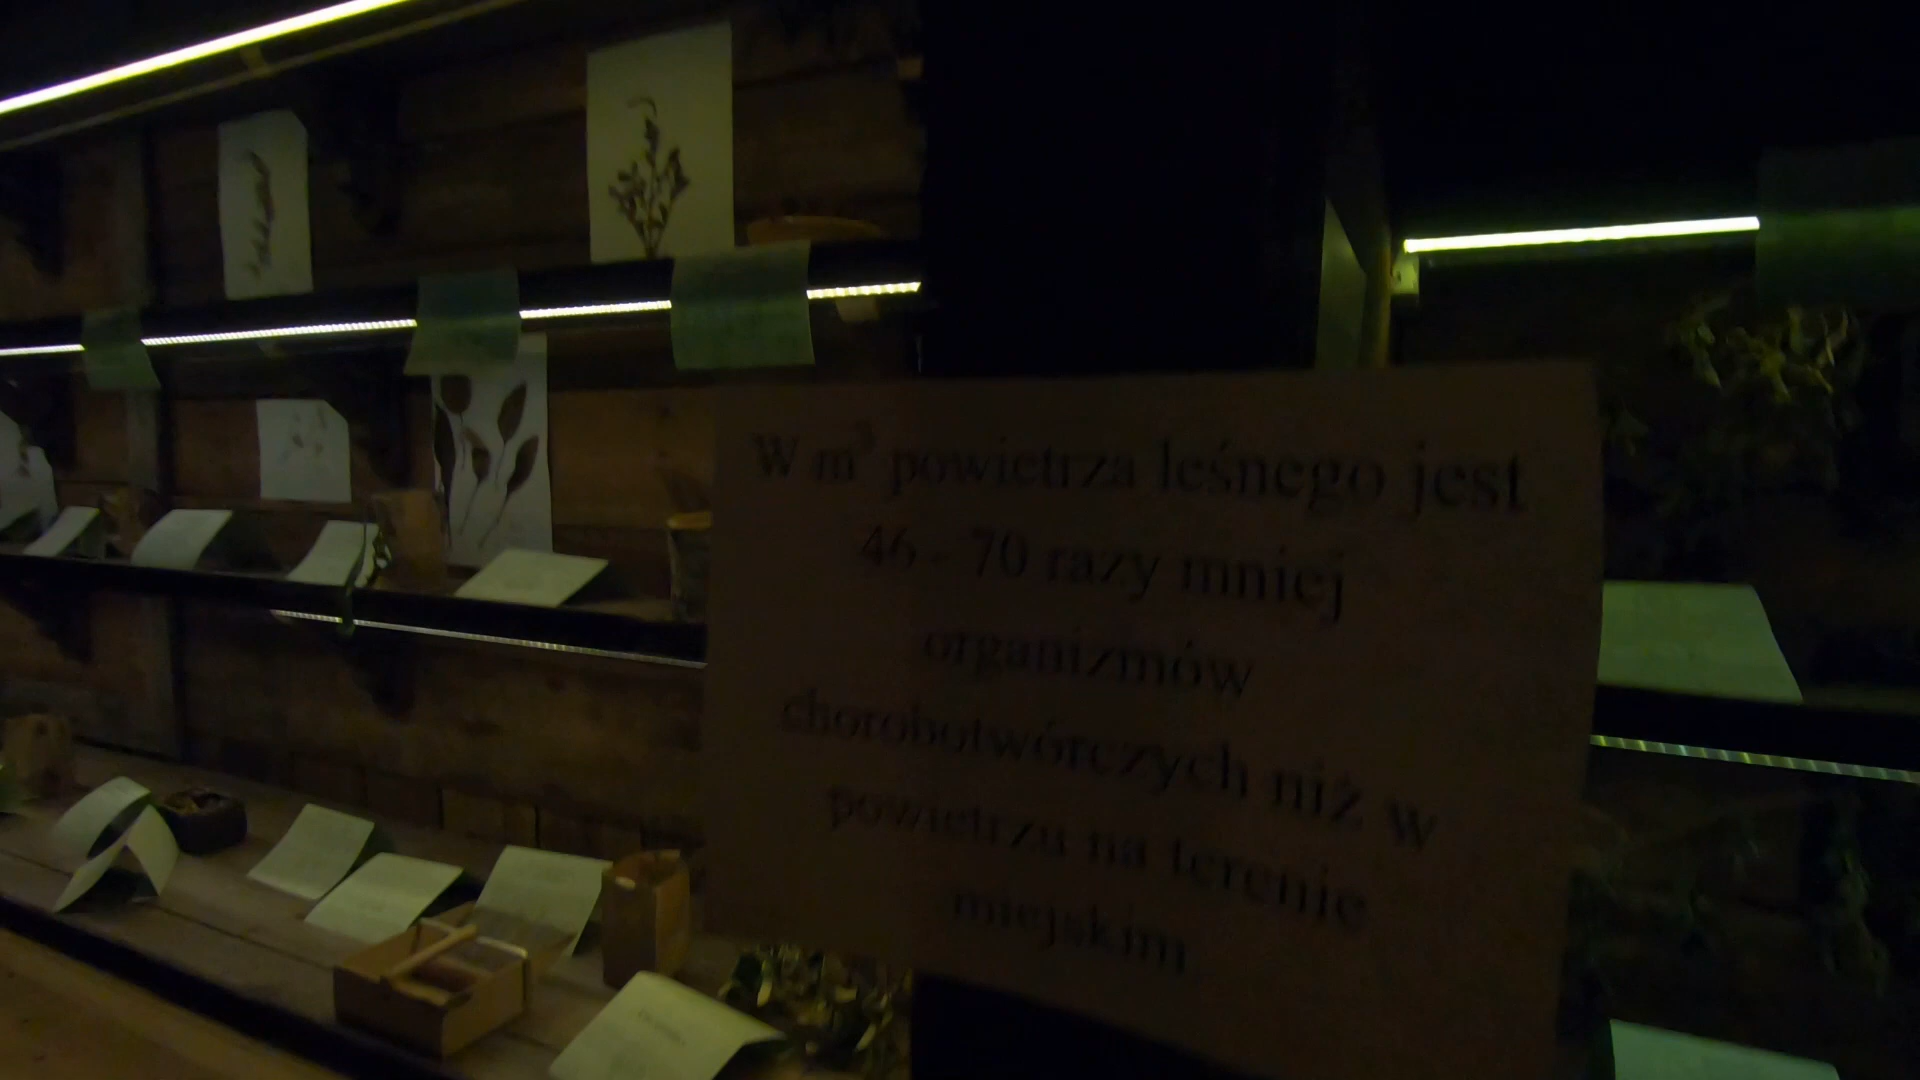 W m³ powietrza leśnego jest
46 - 70 razy mniej
organizmów
chorobotwórczych niż w
powietrzu na terenie
miejskim